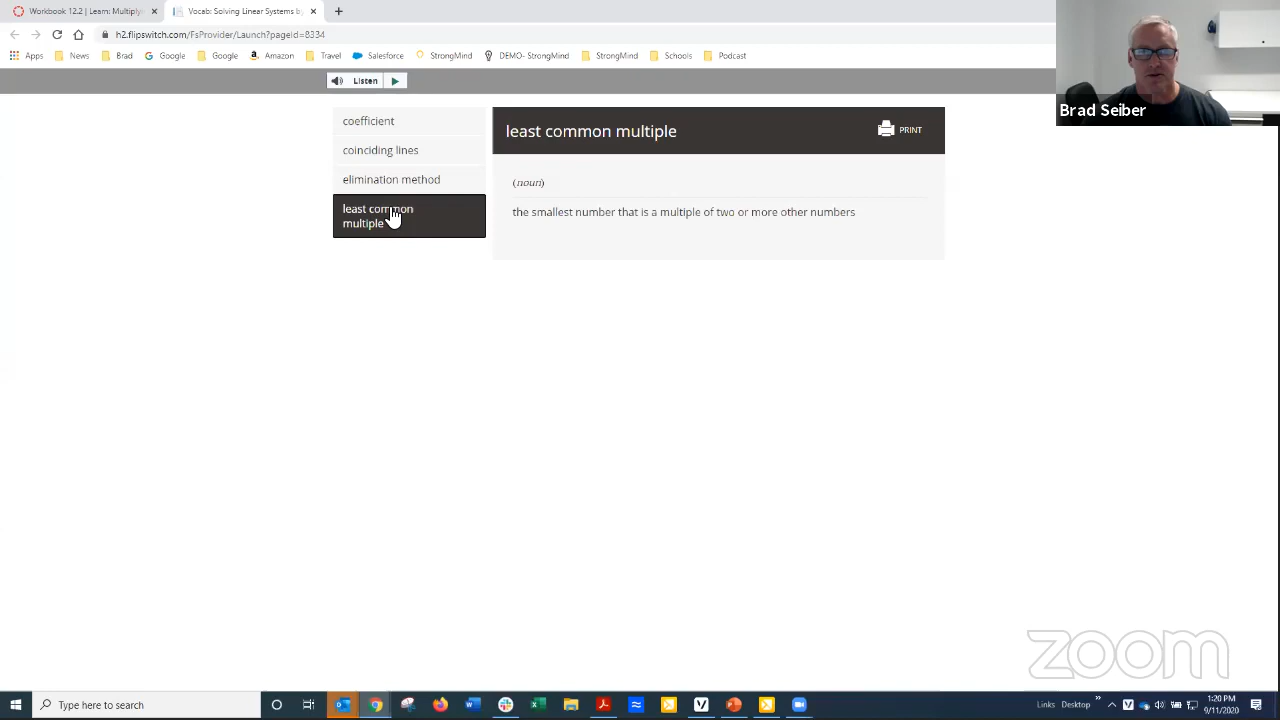 Workbook 12.2 | Learn: Multiplyi
Vocab: Solving Linear Systems by
h2.flipswitch.com/FsProvider/Launch?pageId=8334
Apps
News
Brad
Google
Google
Amazon
Travel
Salesforce
StrongMind
DEMO- StrongMind
StrongMind
Schools
Podcast
Brad Seiber
Listen
coefficient
coinciding lines
elimination method
least common
multiple
least common multiple
PRINT
(noun)
the smallest number that is a multiple of two or more other numbers
zoom
Type here to search
Links
Desktop
1:20 PM
9/11/2020